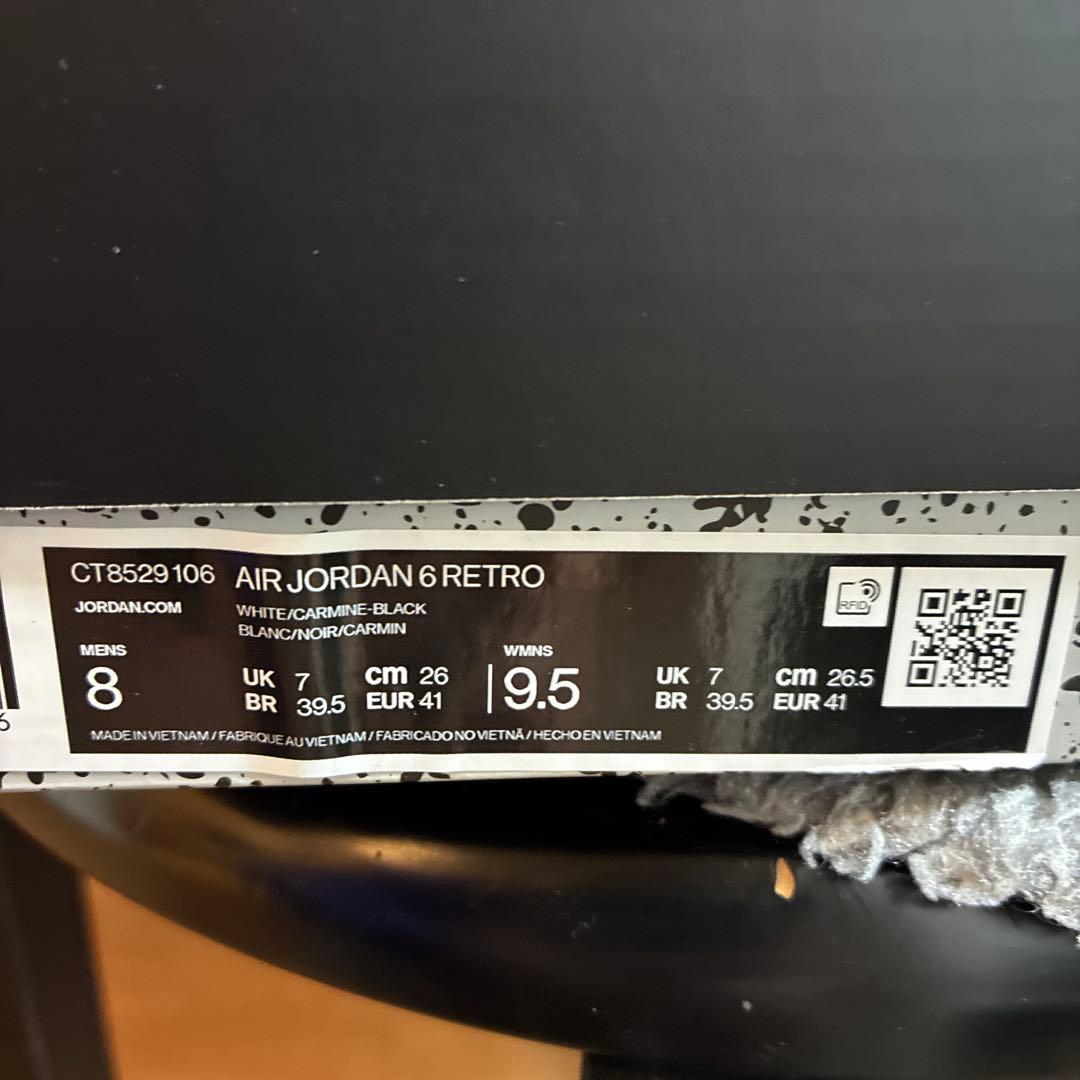 CT8529 106 AIR JORDAN 6 RETRO
JORDAN.COM WHITE/CARMINE-BLACK
BLANC/NOIR/CARMIN
RFID
MENS WMNS
8 UK 7 cm 26 9.5 UK 7 cm 26.5
BR 39.5 EUR 41 BR 39.5 EUR 41
6
MADE IN VIETNAM / FABRIQUE AU VIETNAM / FABRICADO NO VIETNÃ / HECHO EN VIETNAM